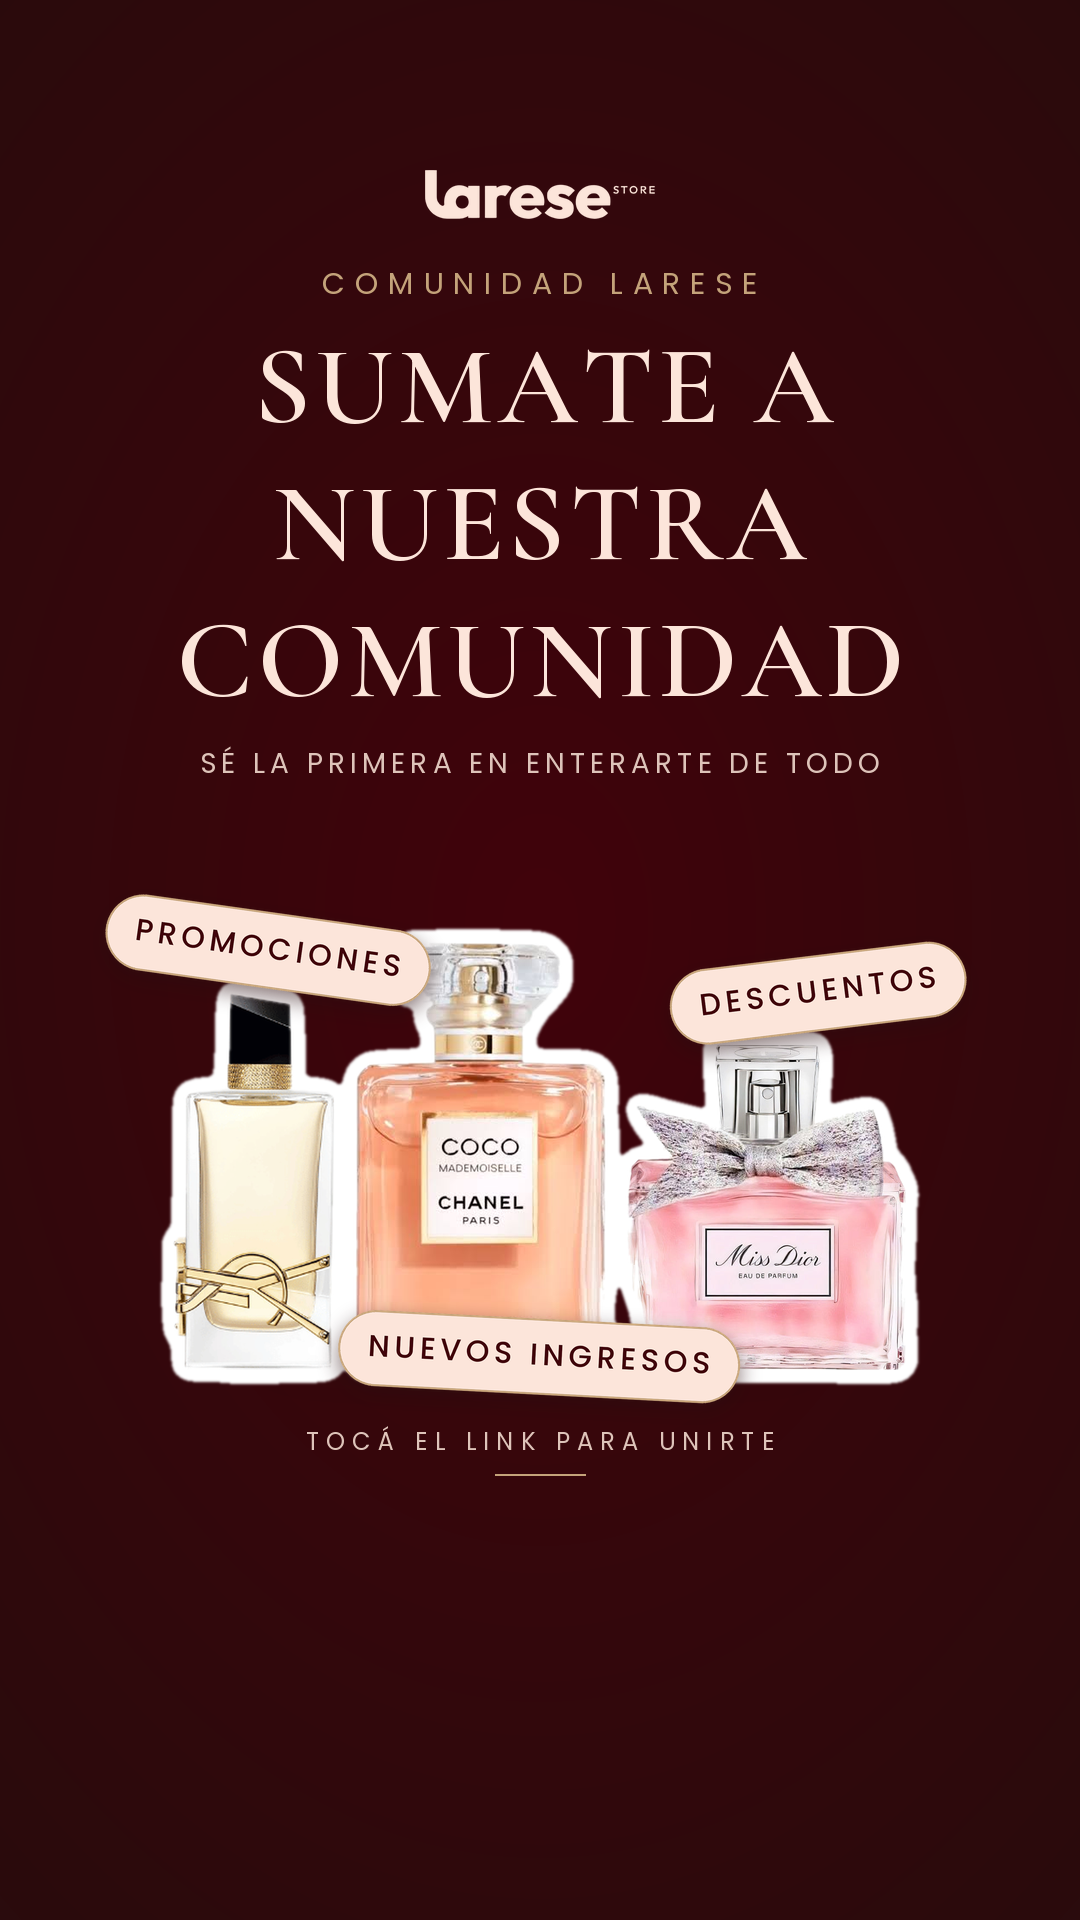 larese STORE
COMUNIDAD LARESE
SUMATE A
NUESTRA
COMUNIDAD
SÉ LA PRIMERA EN ENTERARTE DE TODO
PROMOCIONES
DESCUENTOS
COCO
MADEMOISELLE
CHANEL
PARIS
Miss Dior
EAU DE PARFUM
NUEVOS INGRESOS
TOCÁ EL LINK PARA UNIRTE